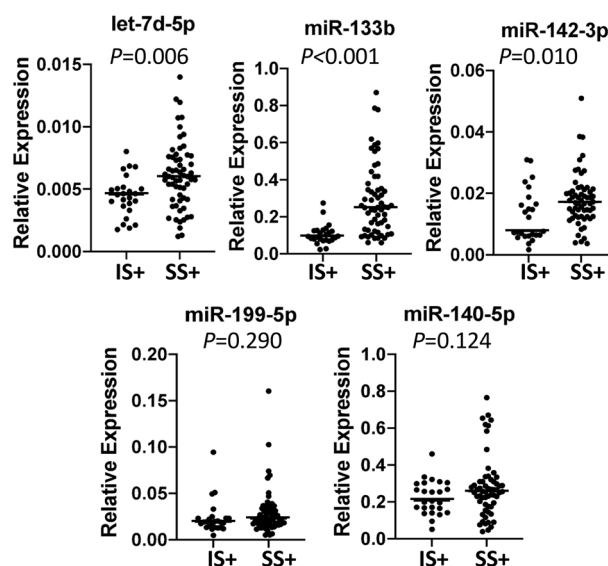 let-7d-5p
P=0.006
Relative Expression
0.015
0.010
0.005
0.000
IS+ SS+
miR-133b
P<0.001
Relative Expression
1.0
0.8
0.6
0.4
0.2
0.0
IS+ SS+
miR-142-3p
P=0.010
Relative Expression
0.06
0.04
0.02
0.00
IS+ SS+
miR-199-5p
P=0.290
Relative Expression
0.20
0.15
0.10
0.05
0.00
IS+ SS+
miR-140-5p
P=0.124
Relative Expression
1.0
0.8
0.6
0.4
0.2
0.0
IS+ SS+